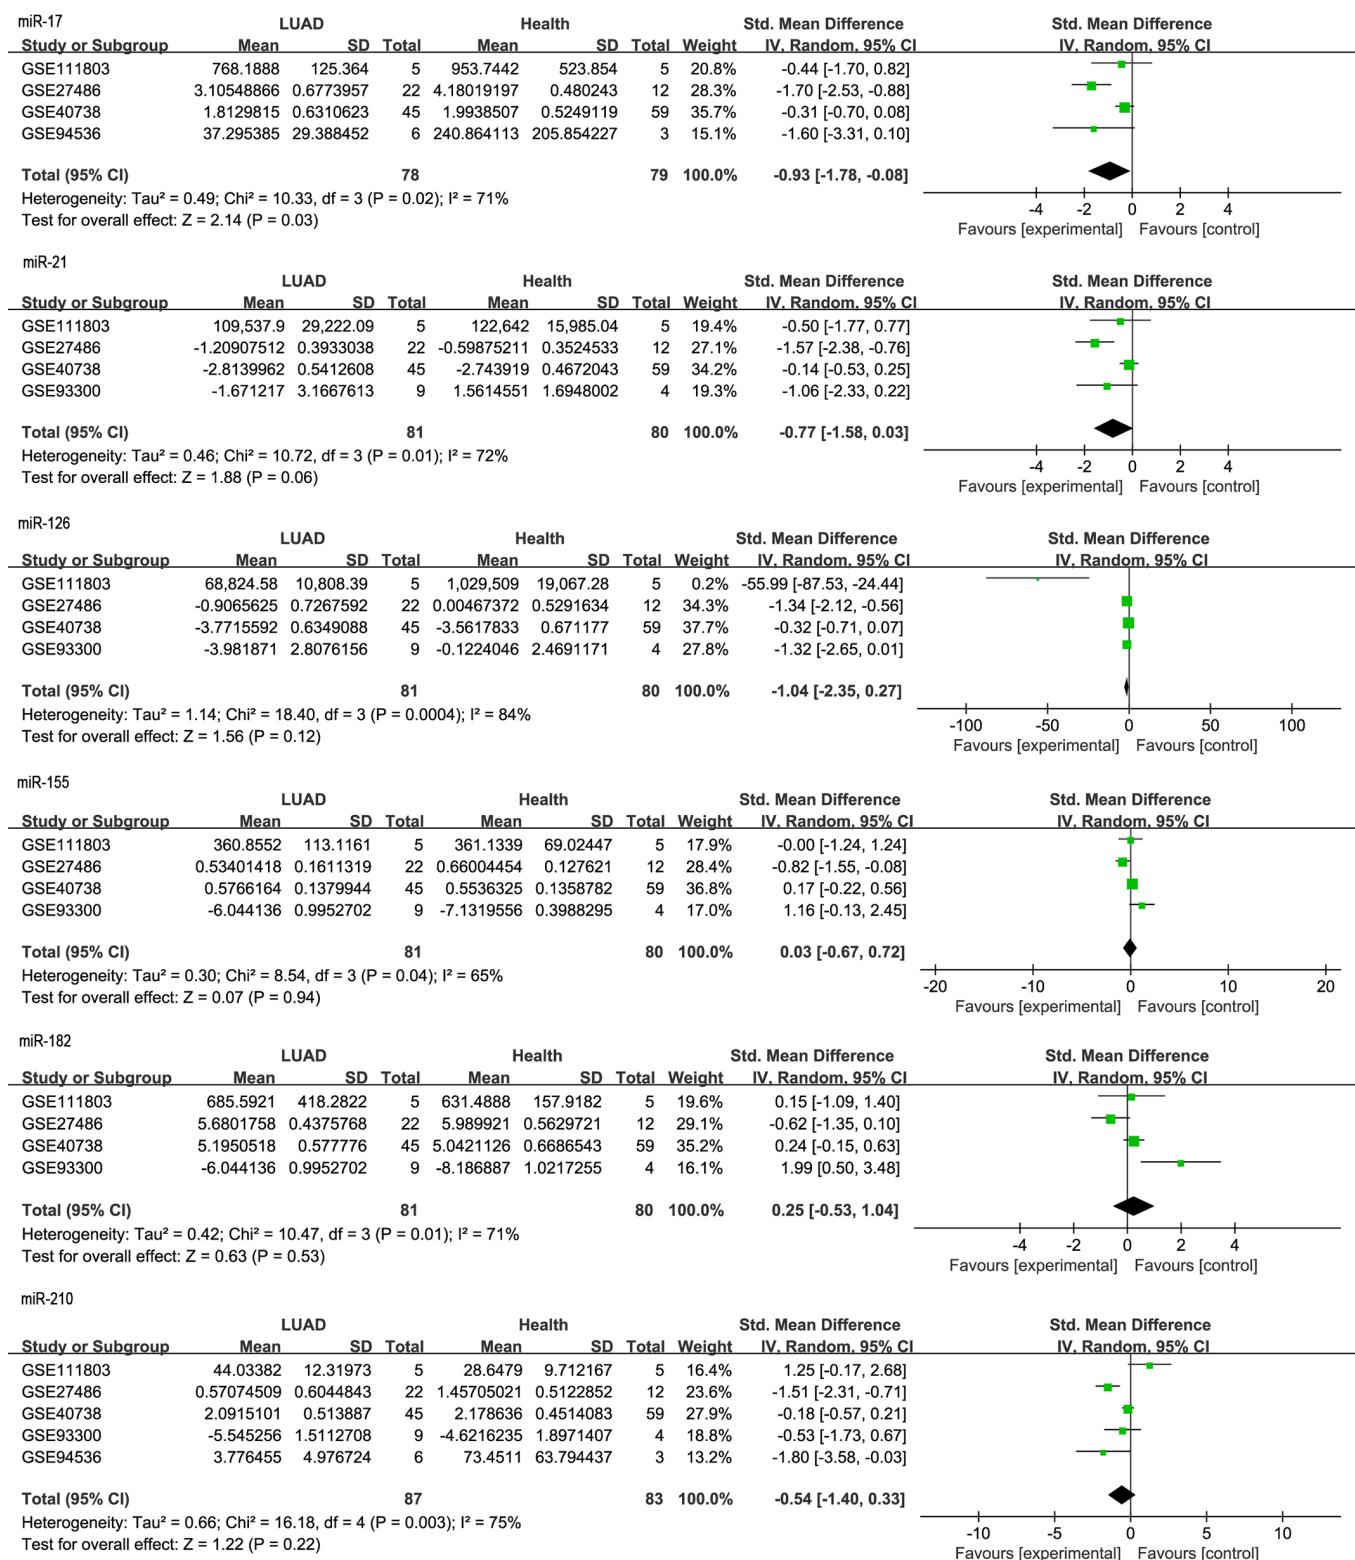 miR-17
LUAD Health Std. Mean Difference Std. Mean Difference
Study or Subgroup Mean SD Total Mean SD Total Weight IV, Random, 95% CI IV, Random, 95% CI
GSE111803 768.1888 125.364 5 953.7442 523.854 5 20.8% -0.44 [-1.70, 0.82]
GSE27486 3.10548866 0.6773957 22 4.18019197 0.480243 12 28.3% -1.70 [-2.53, -0.88]
GSE40738 1.8129815 0.6310623 45 1.9938507 0.5249119 59 35.7% -0.31 [-0.70, 0.08]
GSE94536 37.295385 29.388452 6 240.864113 205.854227 3 15.1% -1.60 [-3.31, 0.10]
Total (95% CI) 78 79 100.0% -0.93 [-1.78, -0.08]
Heterogeneity: Tau² = 0.49; Chi² = 10.33, df = 3 (P = 0.02); I² = 71%
Test for overall effect: Z = 2.14 (P = 0.03)
-4 -2 0 2 4
Favours [experimental] Favours [control]
miR-21
LUAD Health Std. Mean Difference Std. Mean Difference
Study or Subgroup Mean SD Total Mean SD Total Weight IV, Random, 95% CI IV, Random, 95% CI
GSE111803 109,537.9 29,222.09 5 122,642 15,985.04 5 19.4% -0.50 [-1.77, 0.77]
GSE27486 -1.20907512 0.3933038 22 -0.59875211 0.3524533 12 27.1% -1.57 [-2.38, -0.76]
GSE40738 -2.8139962 0.5412608 45 -2.743919 0.4672043 59 34.2% -0.14 [-0.53, 0.25]
GSE93300 -1.671217 3.1667613 9 1.5614551 1.6948002 4 19.3% -1.06 [-2.33, 0.22]
Total (95% CI) 81 80 100.0% -0.77 [-1.58, 0.03]
Heterogeneity: Tau² = 0.46; Chi² = 10.72, df = 3 (P = 0.01); I² = 72%
Test for overall effect: Z = 1.88 (P = 0.06)
-4 -2 0 2 4
Favours [experimental] Favours [control]
miR-126
LUAD Health Std. Mean Difference Std. Mean Difference
Study or Subgroup Mean SD Total Mean SD Total Weight IV, Random, 95% CI IV, Random, 95% CI
GSE111803 68,824.58 10,808.39 5 1,029,509 19,067.28 5 0.2% -55.99 [-87.53, -24.44]
GSE27486 -0.9065625 0.7267592 22 0.00467372 0.5291634 12 34.3% -1.34 [-2.12, -0.56]
GSE40738 -3.7715592 0.6349088 45 -3.5617833 0.671177 59 37.7% -0.32 [-0.71, 0.07]
GSE93300 -3.981871 2.8076156 9 -0.1224046 2.4691171 4 27.8% -1.32 [-2.65, 0.01]
Total (95% CI) 81 80 100.0% -1.04 [-2.35, 0.27]
Heterogeneity: Tau² = 1.14; Chi² = 18.40, df = 3 (P = 0.0004); I² = 84%
Test for overall effect: Z = 1.56 (P = 0.12)
-100 -50 0 50 100
Favours [experimental] Favours [control]
miR-155
LUAD Health Std. Mean Difference Std. Mean Difference
Study or Subgroup Mean SD Total Mean SD Total Weight IV, Random, 95% CI IV, Random, 95% CI
GSE111803 360.8552 113.1161 5 361.1339 69.02447 5 17.9% -0.00 [-1.24, 1.24]
GSE27486 0.53401418 0.1611319 22 0.66004454 0.127621 12 28.4% -0.82 [-1.55, -0.08]
GSE40738 0.5766164 0.1379944 45 0.5536325 0.1358782 59 36.8% 0.17 [-0.22, 0.56]
GSE93300 -6.044136 0.9952702 9 -7.1319556 0.3988295 4 17.0% 1.16 [-0.13, 2.45]
Total (95% CI) 81 80 100.0% 0.03 [-0.67, 0.72]
Heterogeneity: Tau² = 0.30; Chi² = 8.54, df = 3 (P = 0.04); I² = 65%
Test for overall effect: Z = 0.07 (P = 0.94)
-20 -10 0 10 20
Favours [experimental] Favours [control]
miR-182
LUAD Health Std. Mean Difference Std. Mean Difference
Study or Subgroup Mean SD Total Mean SD Total Weight IV, Random, 95% CI IV, Random, 95% CI
GSE111803 685.5921 418.2822 5 631.4888 157.9182 5 19.6% 0.15 [-1.09, 1.40]
GSE27486 5.6801758 0.4375768 22 5.989921 0.5629721 12 29.1% -0.62 [-1.35, 0.10]
GSE40738 5.1950518 0.577776 45 5.0421126 0.6686543 59 35.2% 0.24 [-0.15, 0.63]
GSE93300 -6.044136 0.9952702 9 -8.186887 1.0217255 4 16.1% 1.99 [0.50, 3.48]
Total (95% CI) 81 80 100.0% 0.25 [-0.53, 1.04]
Heterogeneity: Tau² = 0.42; Chi² = 10.47, df = 3 (P = 0.01); I² = 71%
Test for overall effect: Z = 0.63 (P = 0.53)
-4 -2 0 2 4
Favours [experimental] Favours [control]
miR-210
LUAD Health Std. Mean Difference Std. Mean Difference
Study or Subgroup Mean SD Total Mean SD Total Weight IV, Random, 95% CI IV, Random, 95% CI
GSE111803 44.03382 12.31973 5 28.6479 9.712167 5 16.4% 1.25 [-0.17, 2.68]
GSE27486 0.57074509 0.6044843 22 1.45705021 0.5122852 12 23.6% -1.51 [-2.31, -0.71]
GSE40738 2.0915101 0.513887 45 2.178636 0.4514083 59 27.9% -0.18 [-0.57, 0.21]
GSE93300 -5.545256 1.5112708 9 -4.6216235 1.8971407 4 18.8% -0.53 [-1.73, 0.67]
GSE94536 3.776455 4.976724 6 73.4511 63.794437 3 13.2% -1.80 [-3.58, -0.03]
Total (95% CI) 87 83 100.0% -0.54 [-1.40, 0.33]
Heterogeneity: Tau² = 0.66; Chi² = 16.18, df = 4 (P = 0.003); I² = 75%
Test for overall effect: Z = 1.22 (P = 0.22)
-10 -5 0 5 10
Favours [experimental] Favours [control]